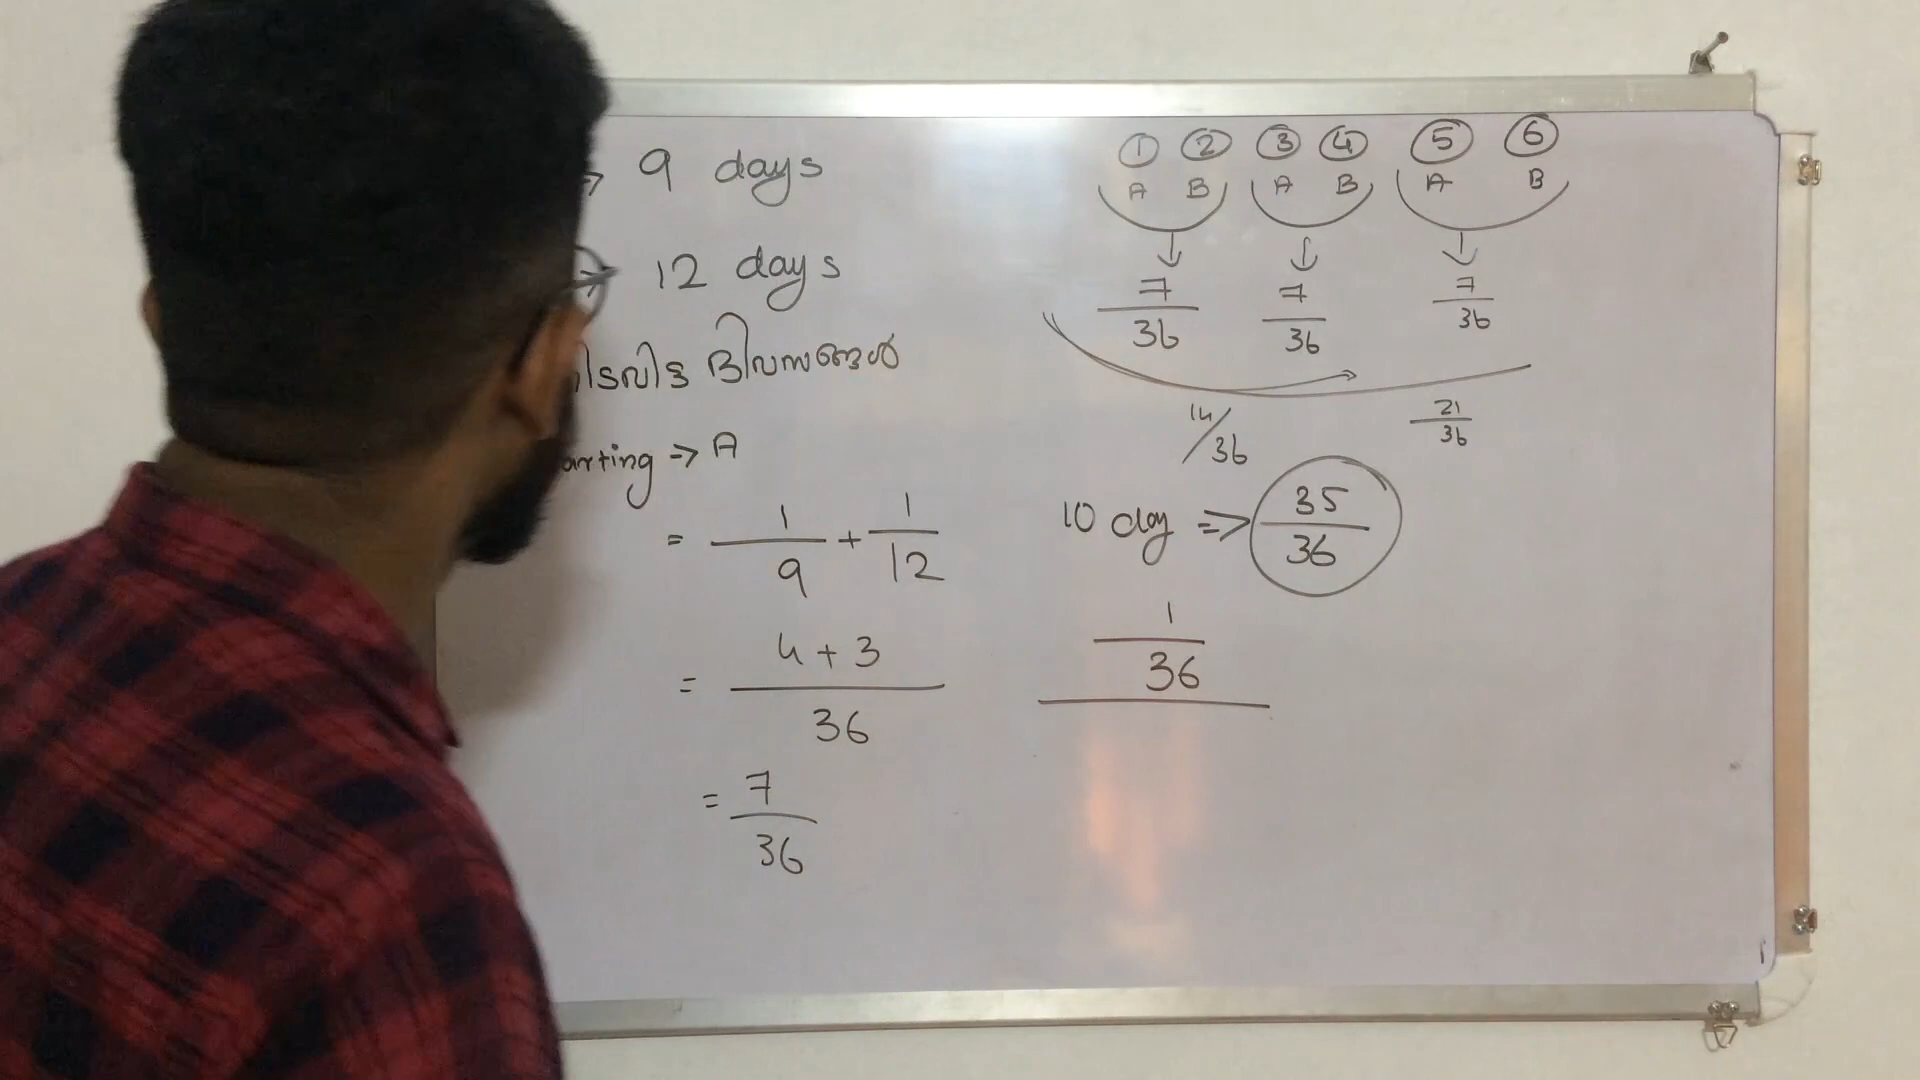 → 9 days
→ 12 days
ഇടവിട്ട ദിവസങ്ങൾ
arting → A
= 1/9 + 1/12
= 4+3/36
= 7/36
① ② ③ ④ ⑤ ⑥
A B A B A B
↓ ↓ ↓
7/36 7/36 7/36
14/36 21/36
10 day ⇒ 35/36
1/36